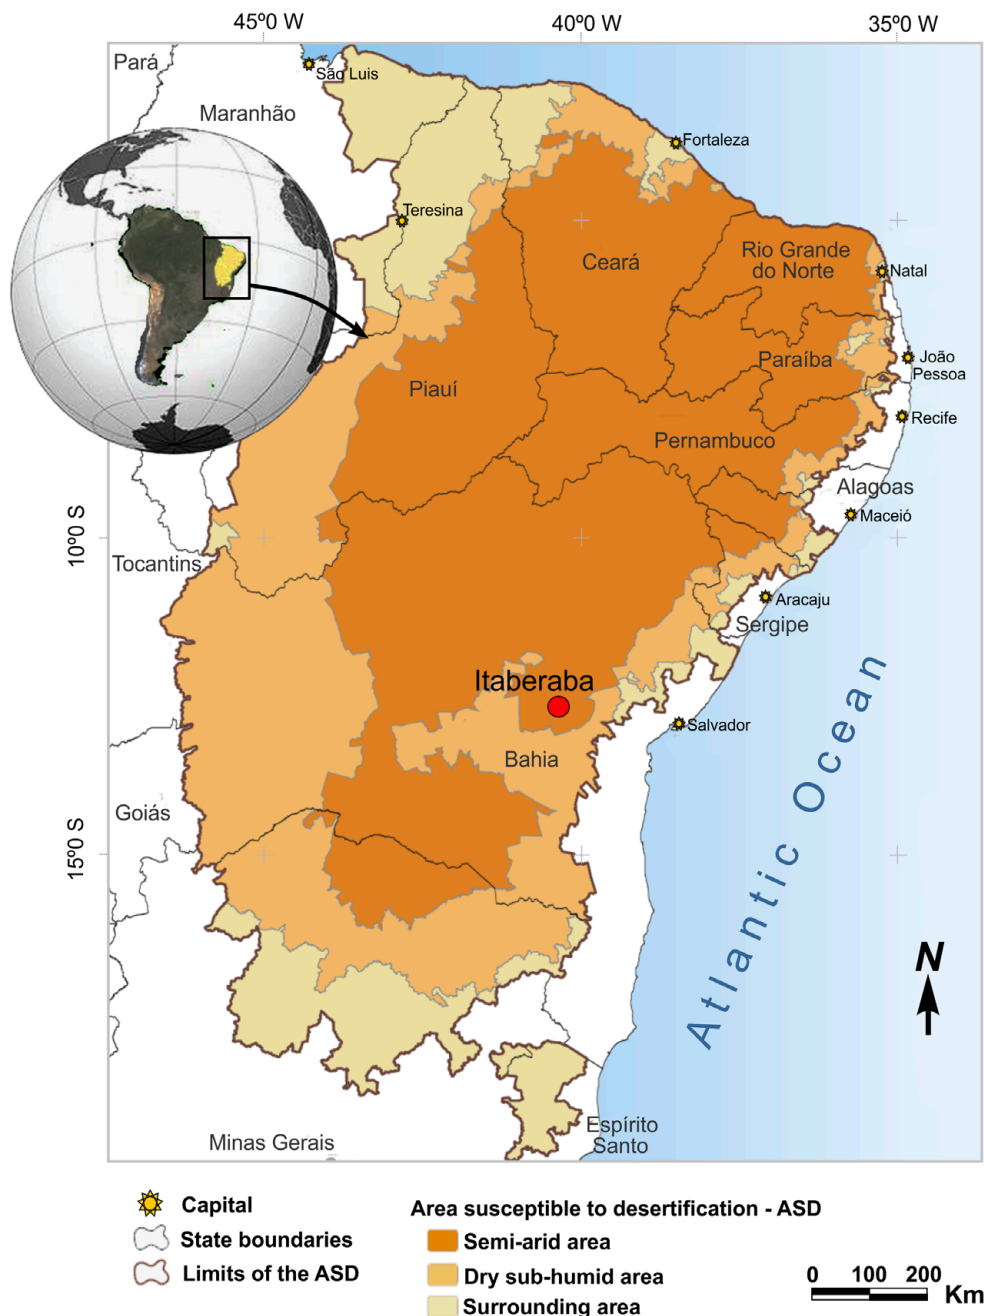 45º0 W
40º0 W
35º0 W
Pará
São Luis
Maranhão
Fortaleza
Teresina
Ceará
Rio Grande
do Norte
Natal
Piauí
Paraíba
João
Pessoa
Recife
Pernambuco
Alagoas
Maceió
10º0 S
Tocantins
Aracaju
Sergipe
Itaberaba
Salvador
Bahia
Goiás
15º0 S
Atlantic Ocean
N
Espírito
Santo
Minas Gerais
Capital
State boundaries
Limits of the ASD
Area susceptible to desertification - ASD
Semi-arid area
Dry sub-humid area
Surrounding area
0 100 200 Km